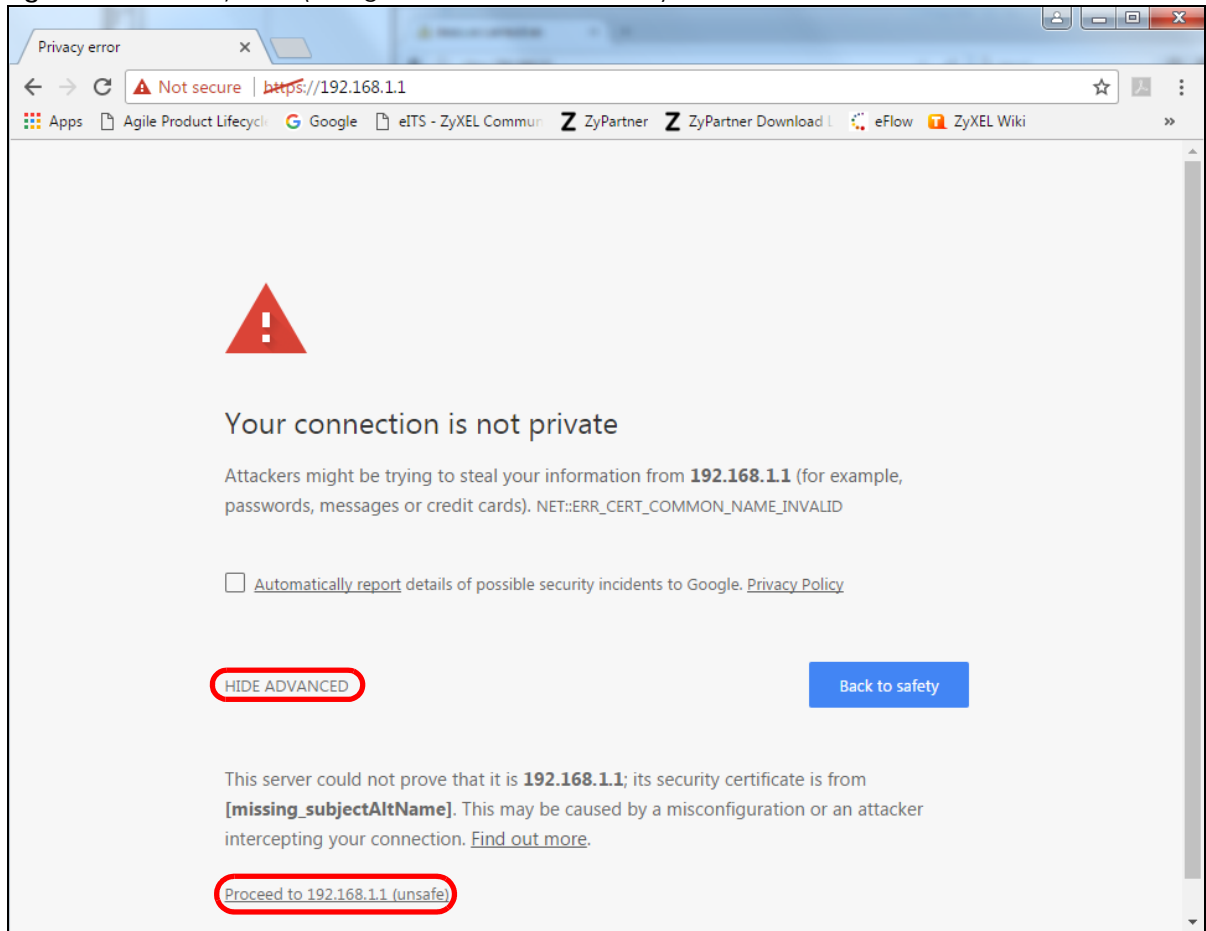 Privacy error
Not secure | https://192.168.1.1
Apps Agile Product Lifecycl Google eITS - ZyXEL Commun ZyPartner ZyPartner Download L eFlow ZyXEL Wiki »
Your connection is not private
Attackers might be trying to steal your information from 192.168.1.1 (for example,
passwords, messages or credit cards). NET::ERR_CERT_COMMON_NAME_INVALID
Automatically report details of possible security incidents to Google. Privacy Policy
HIDE ADVANCED
Back to safety
This server could not prove that it is 192.168.1.1; its security certificate is from
[missing_subjectAltName]. This may be caused by a misconfiguration or an attacker
intercepting your connection. Find out more.
Proceed to 192.168.1.1 (unsafe)